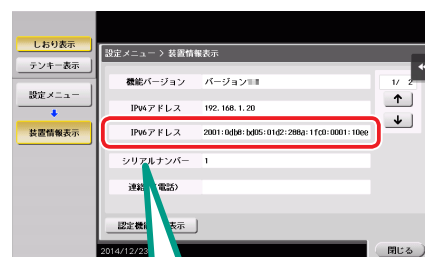 しおり表示
テンキー表示
設定メニュー
装置情報表示
設定メニュー > 装置情報表示
機能バージョン バージョン
1/ 2
IPv4アドレス 192.168.1.20
IPv6アドレス 2001:0db8:bd05:01d2:288a:1fc0:0001:10ee
シリアルナンバー 1
連絡 電話)
認定機 表示
2014/12/23
閉じる